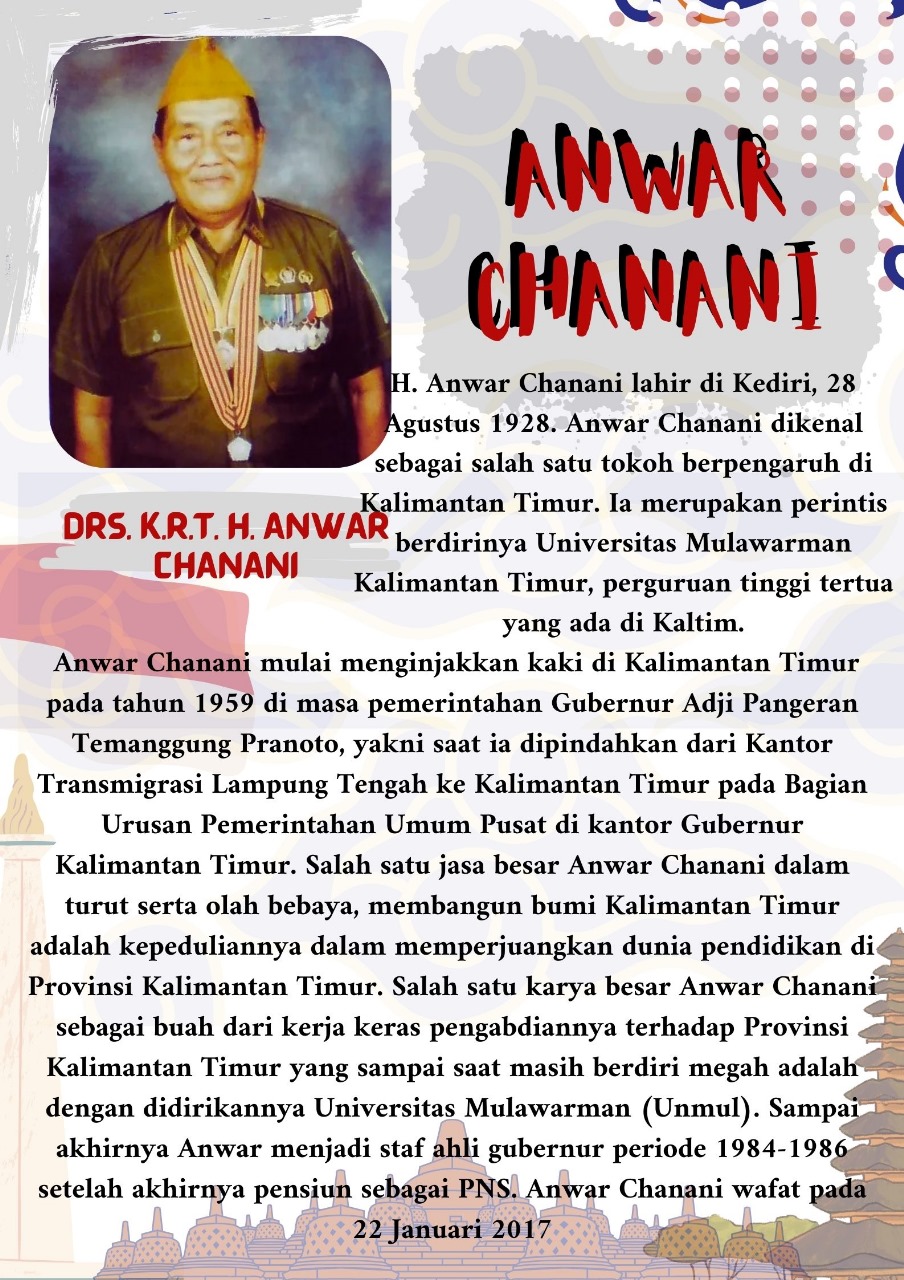 ANWAR
CHANANI
H. Anwar Chanani lahir di Kediri, 28
Agustus 1928. Anwar Chanani dikenal
sebagai salah satu tokoh berpengaruh di
Kalimantan Timur. Ia merupakan perintis
berdirinya Universitas Mulawarman
Kalimantan Timur, perguruan tinggi tertua
yang ada di Kaltim.
DRS. K.R.T. H. ANWAR
CHANANI
Anwar Chanani mulai menginjakkan kaki di Kalimantan Timur
pada tahun 1959 di masa pemerintahan Gubernur Adji Pangeran
Temanggung Pranoto, yakni saat ia dipindahkan dari Kantor
Transmigrasi Lampung Tengah ke Kalimantan Timur pada Bagian
Urusan Pemerintahan Umum Pusat di kantor Gubernur
Kalimantan Timur. Salah satu jasa besar Anwar Chanani dalam
turut serta olah bebaya, membangun bumi Kalimantan Timur
adalah kepeduliannya dalam memperjuangkan dunia pendidikan di
Provinsi Kalimantan Timur. Salah satu karya besar Anwar Chanani
sebagai buah dari kerja keras pengabdiannya terhadap Provinsi
Kalimantan Timur yang sampai saat masih berdiri megah adalah
dengan didirikannya Universitas Mulawarman (Unmul). Sampai
akhirnya Anwar menjadi staf ahli gubernur periode 1984-1986
setelah akhirnya pensiun sebagai PNS. Anwar Chanani wafat pada
22 Januari 2017